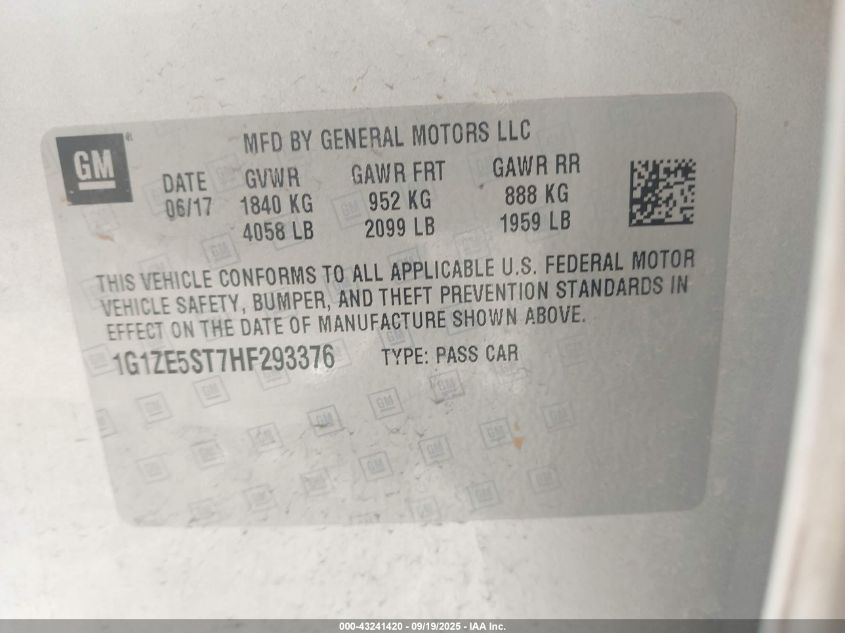 GM®
MFD BY GENERAL MOTORS LLC
DATE GVWR GAWR FRT GAWR RR
06/17 1840 KG 952 KG 888 KG
4058 LB 2099 LB 1959 LB
THIS VEHICLE CONFORMS TO ALL APPLICABLE U.S. FEDERAL MOTOR
VEHICLE SAFETY, BUMPER, AND THEFT PREVENTION STANDARDS IN
EFFECT ON THE DATE OF MANUFACTURE SHOWN ABOVE.
1G1ZE5ST7HF293376 TYPE: PASS CAR
000-43241420 - 09/19/2025 - IAA Inc.